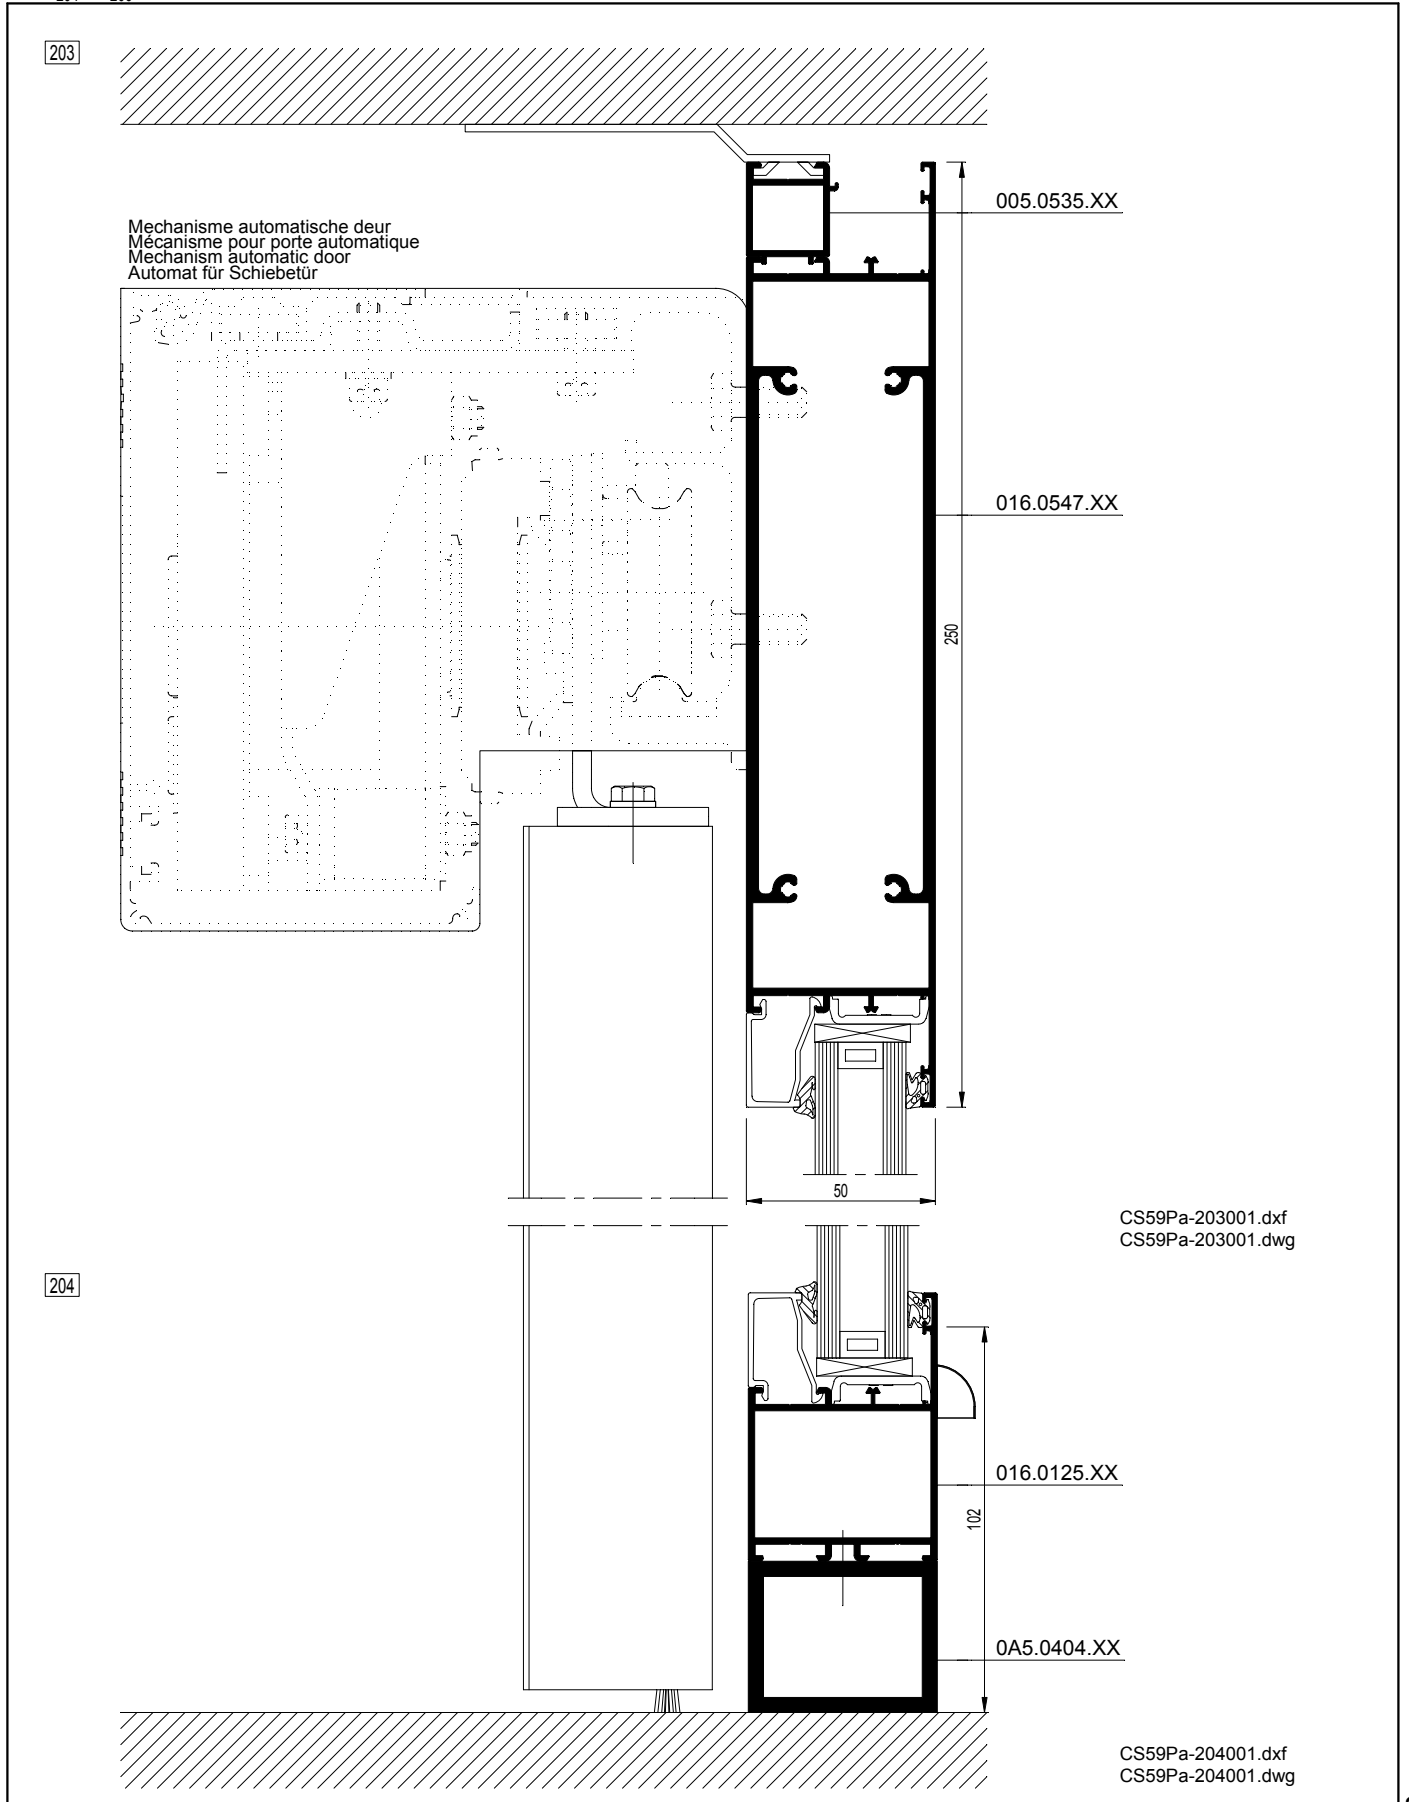 203
Mechanisme automatische deur
Mécanisme pour porte automatique
Mechanism automatic door
Automat für Schiebetür
005.0535.XX
016.0547.XX
250
50
CS59Pa-203001.dxf
CS59Pa-203001.dwg
204
016.0125.XX
102
0A5.0404.XX
CS59Pa-204001.dxf
CS59Pa-204001.dwg